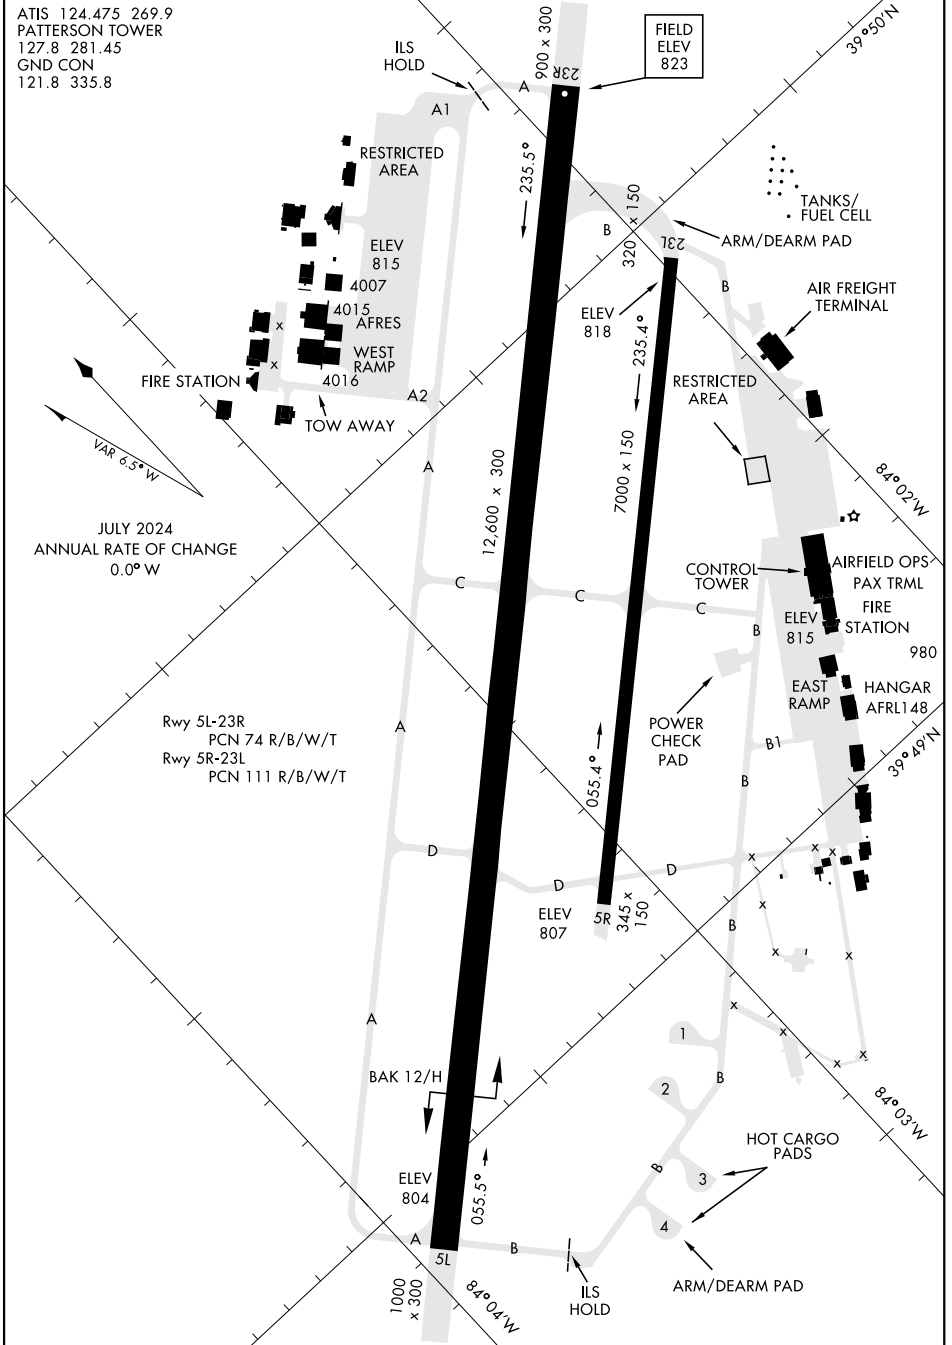 ATIS 124.475 269.9
PATTERSON TOWER
127.8 281.45
GND CON
121.8 335.8
ILS
HOLD
900 x 300
23R
FIELD
ELEV
823
39°50'N
A
A1
RESTRICTED
AREA
235.5°
ELEV
815
4007
4015
AFRES
WEST
RAMP
4016
FIRE STATION
x
x
A2
TOW AWAY
A
VAR 6.5° W
JULY 2024
ANNUAL RATE OF CHANGE
0.0° W
B
320 x 150
23L
TANKS/
FUEL CELL
ARM/DEARM PAD
B
AIR FREIGHT
TERMINAL
ELEV
818
235.4°
RESTRICTED
AREA
7000 x 150
12,600 x 300
84°02'W
C
C
C
CONTROL
TOWER
AIRFIELD OPS
PAX TRML
ELEV
815
FIRE
STATION
B
980
EAST
RAMP
HANGAR
AFRL148
POWER
CHECK
PAD
B1
39°49'N
B
Rwy 5L-23R
PCN 74 R/B/W/T
Rwy 5R-23L
PCN 111 R/B/W/T
A
055.4°
D
D
D
x
x
x
x
ELEV
807
5R
345 x
150
B
x
x
x
x
x
x
A
1
2
B
BAK 12/H
84°03'W
HOT CARGO
PADS
B
3
4
ELEV
804
055.5°
A
5L
B
ILS
HOLD
ARM/DEARM PAD
1000
x 300
84°04'W